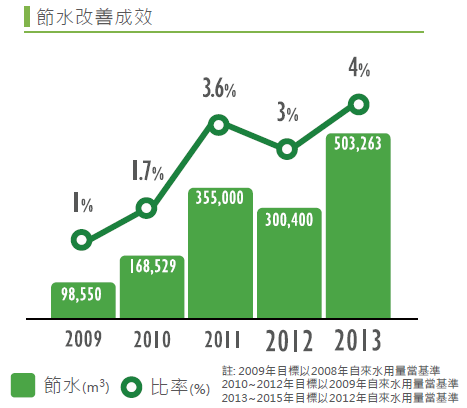 節水改善成效
4%
3.6%
3%
1.7%
1%
503,263
355,000
300,400
168,529
98,550
2009 2010 2011 2012 2013
節水(m³) 比率(%)
註: 2009年目標以2008年自來水用量當基準
2010~2012年目標以2009年自來水用量當基準
2013~2015年目標以2012年自來水用量當基準